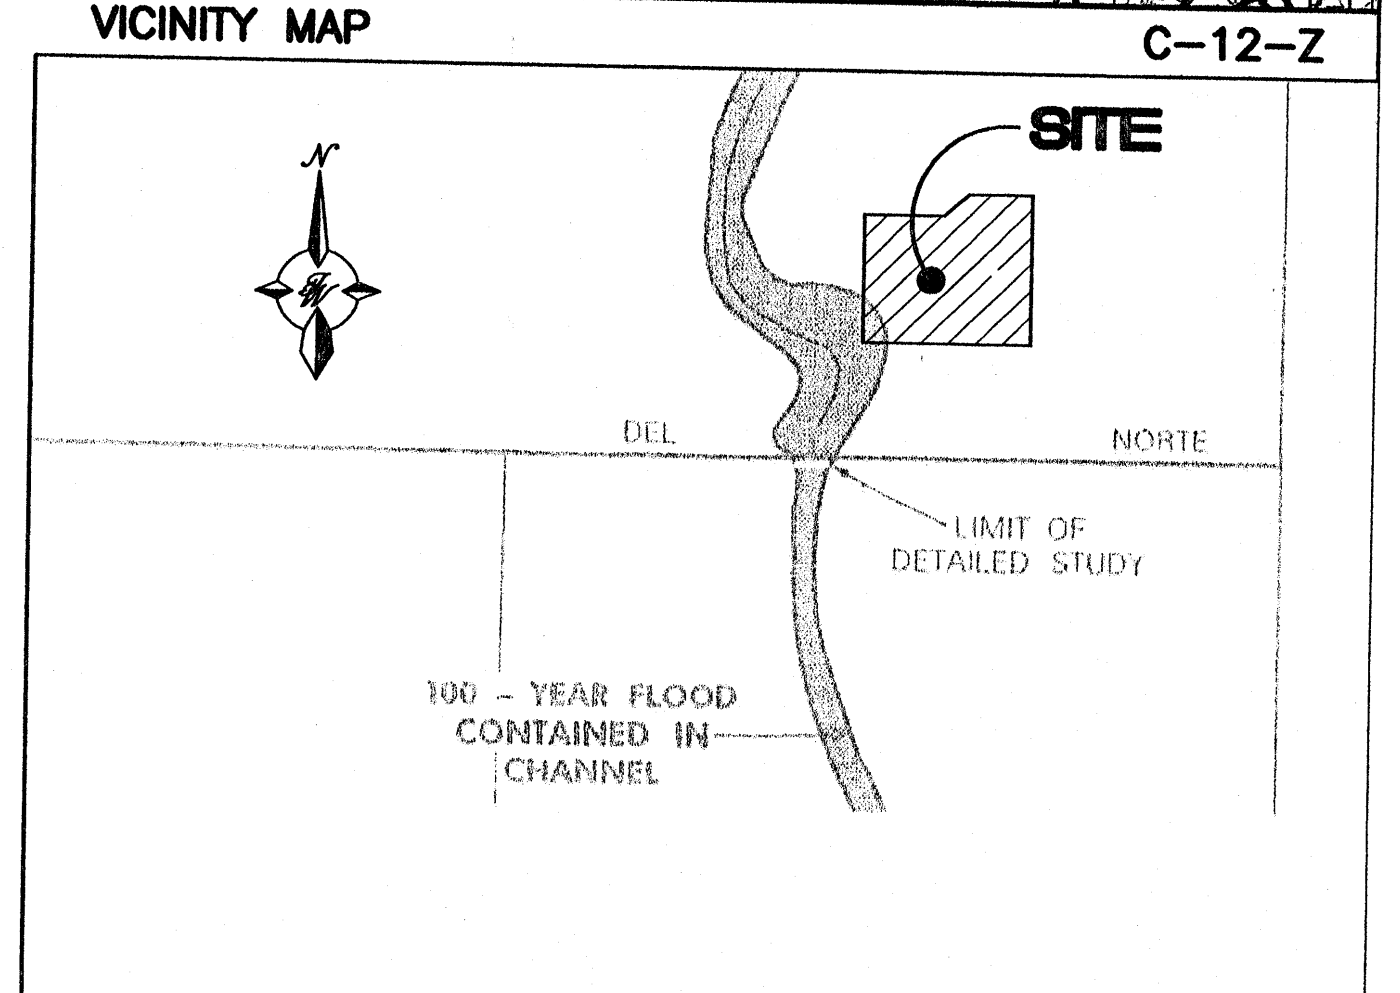 VICINITY MAP
C-12-Z
SITE
N
DEL NORTE
LIMIT OF
DETAILED STUDY
100 - YEAR FLOOD
CONTAINED IN
CHANNEL